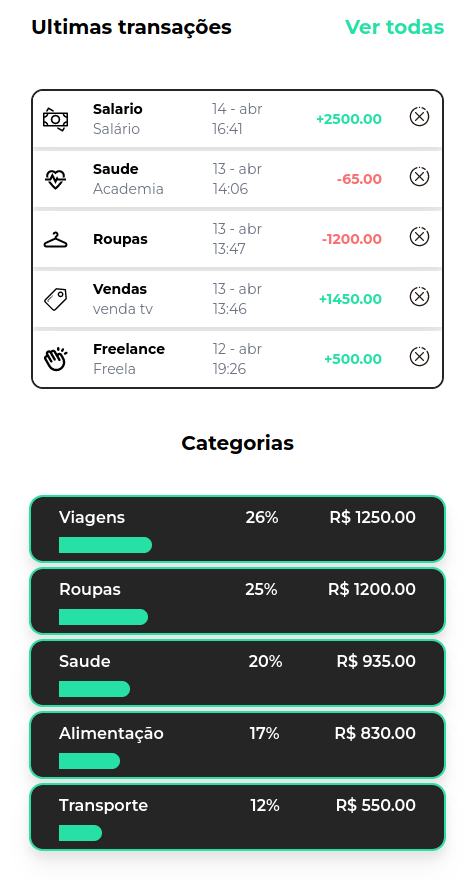 Ultimas transações Ver todas
Salario 14 - abr +2500.00
Salário 16:41
Saude 13 - abr -65.00
Academia 14:06
Roupas 13 - abr -1200.00
13:47
Vendas 13 - abr +1450.00
venda tv 13:46
Freelance 12 - abr +500.00
Freela 19:26
Categorias
Viagens 26% R$ 1250.00
Roupas 25% R$ 1200.00
Saude 20% R$ 935.00
Alimentação 17% R$ 830.00
Transporte 12% R$ 550.00